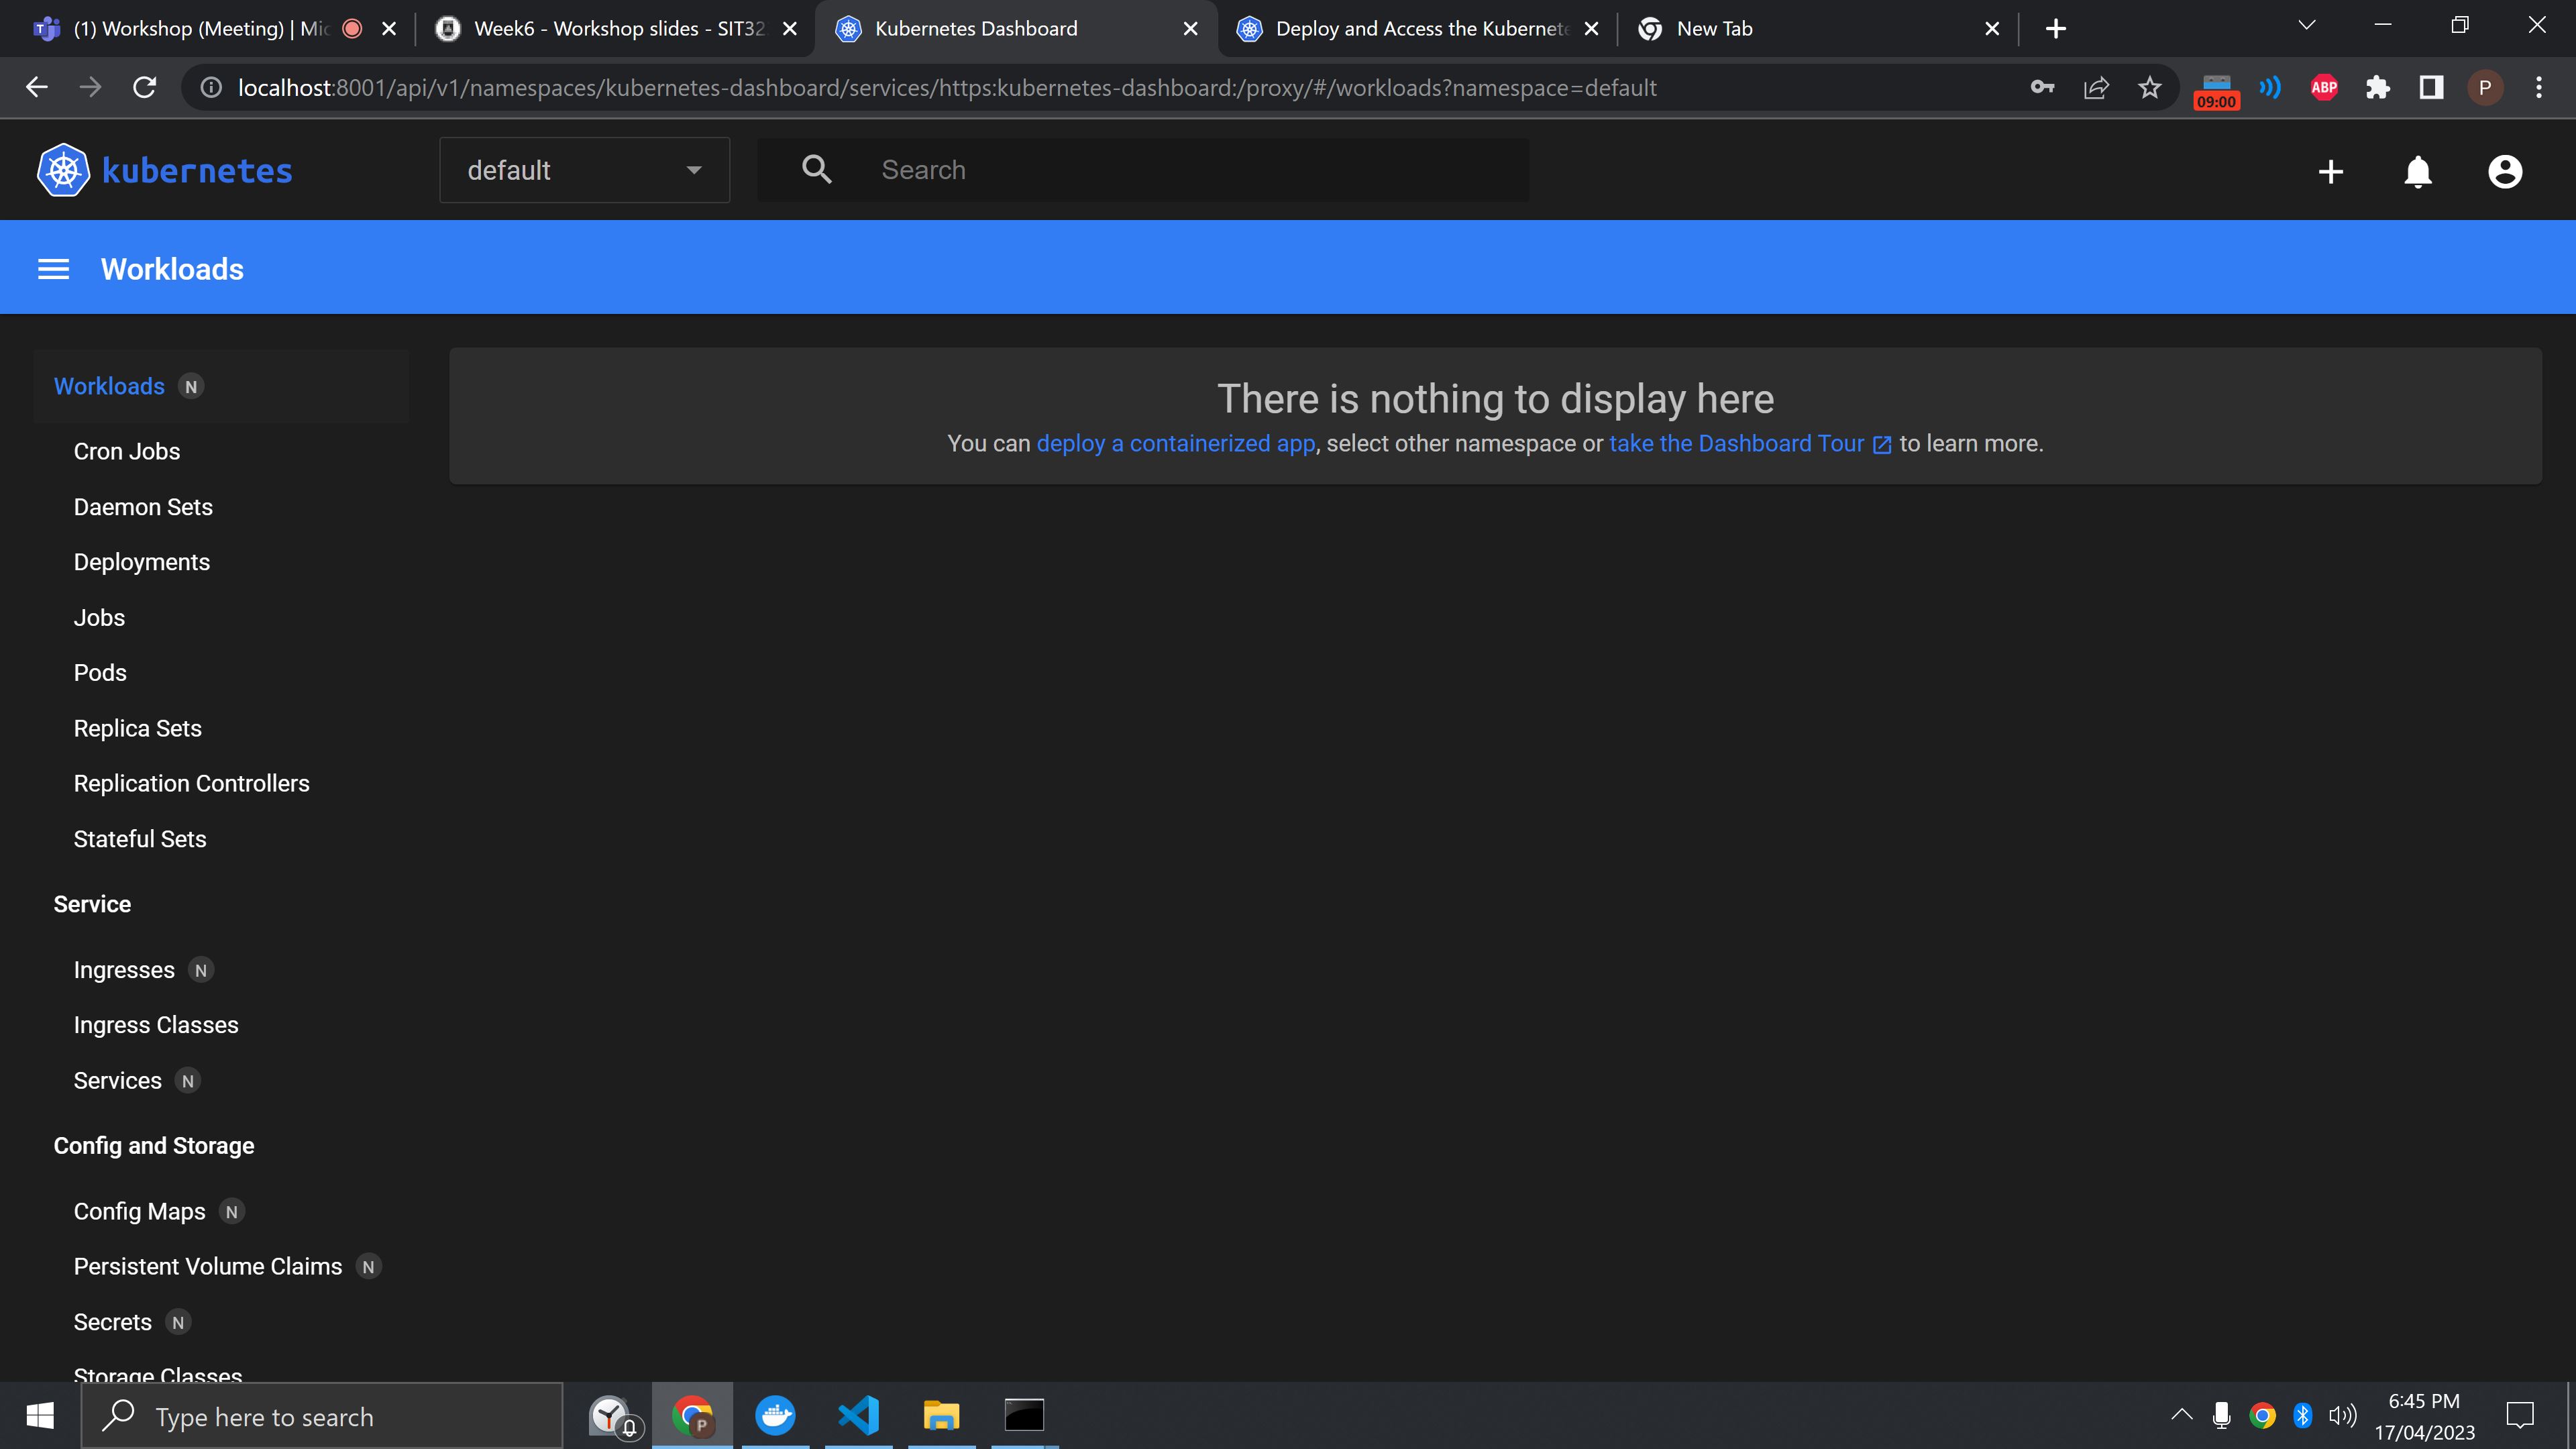 (1) Workshop (Meeting) | Mic
Week6 - Workshop slides - SIT32
Kubernetes Dashboard
Deploy and Access the Kubernete
New Tab
localhost:8001/api/v1/namespaces/kubernetes-dashboard/services/https:kubernetes-dashboard:/proxy/#/workloads?namespace=default
09:00
ABP
P
kubernetes
default
Search
Workloads
Workloads N
There is nothing to display here
You can deploy a containerized app, select other namespace or take the Dashboard Tour to learn more.
Cron Jobs
Daemon Sets
Deployments
Jobs
Pods
Replica Sets
Replication Controllers
Stateful Sets
Service
Ingresses N
Ingress Classes
Services N
Config and Storage
Config Maps N
Persistent Volume Claims N
Secrets N
Storage Classes
Type here to search
P
6:45 PM
17/04/2023